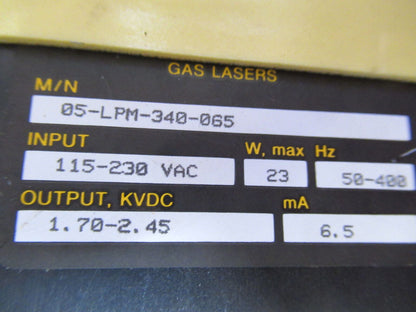 GAS LASERS
M/N
05-LPM-340-065
INPUT W, max Hz
115-230 VAC 23 50-400
OUTPUT, KVDC mA
1.70-2.45 6.5